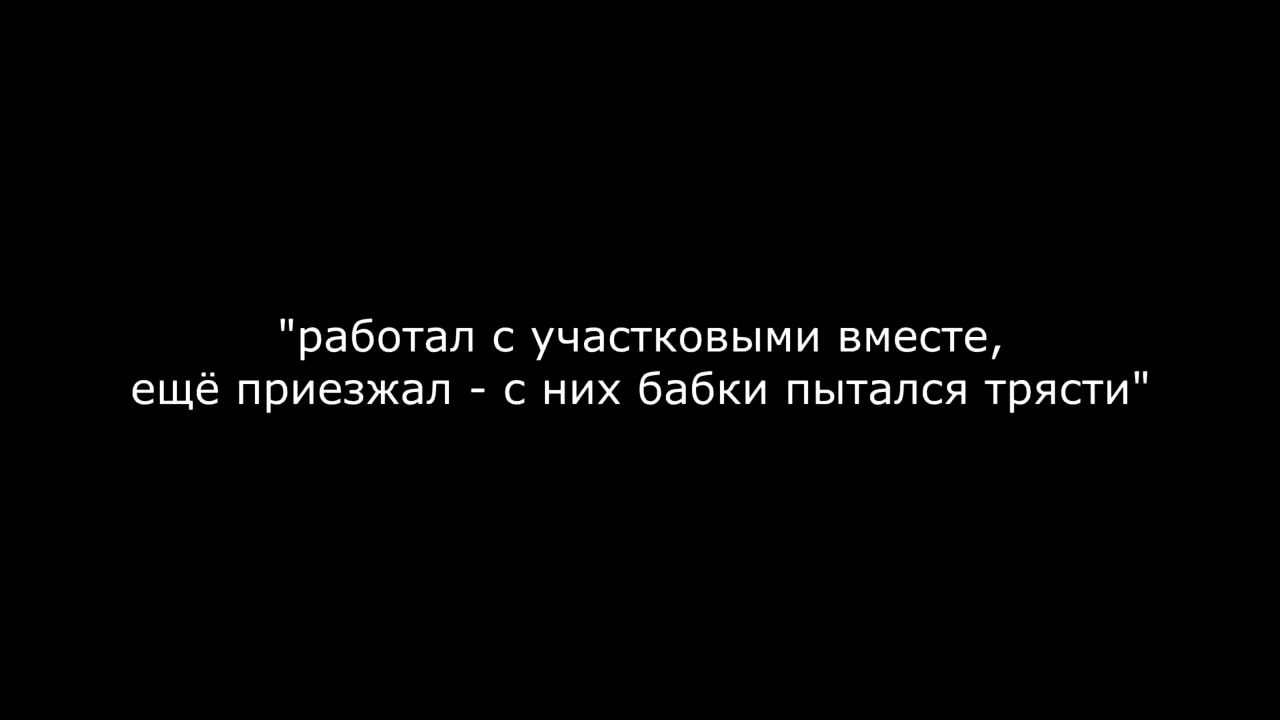 "работал с участковыми вместе,
ещё приезжал - с них бабки пытался трясти"